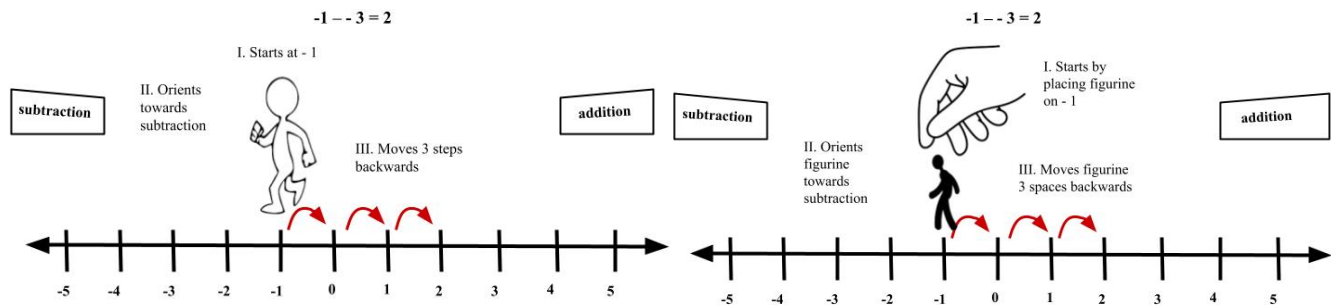 -1 – - 3 = 2
I. Starts at - 1
II. Orients
towards
subtraction
subtraction
addition
III. Moves 3 steps
backwards
-5 -4 -3 -2 -1 0 1 2 3 4 5
-1 – - 3 = 2
I. Starts by
placing figurine
on - 1
subtraction
addition
II. Orients
figurine
towards
subtraction
III. Moves figurine
3 spaces backwards
-5 -4 -3 -2 -1 0 1 2 3 4 5